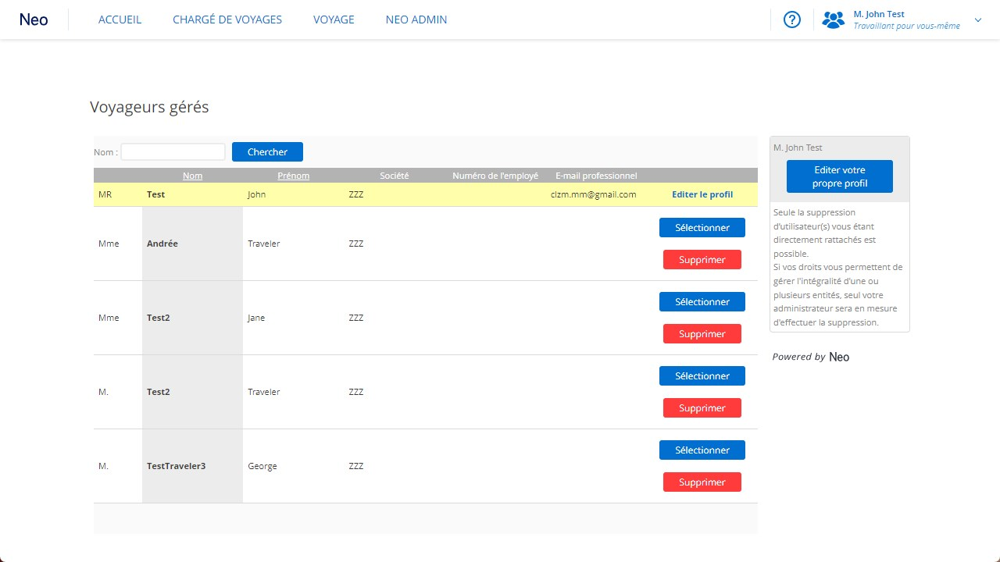 Neo
ACCUEIL
CHARGÉ DE VOYAGES
VOYAGE
NEO ADMIN
?
M. John Test
Travaillant pour vous-même
Voyageurs gérés
Nom :
Chercher
Nom Prénom Société Numéro de l'employé E-mail professionnel
MR Test John ZZZ clzm.mm@gmail.com Editer le profil
Mme Andrée Traveler ZZZ
Sélectionner
Supprimer
Mme Test2 Jane ZZZ
Sélectionner
Supprimer
M. Test2 Traveler ZZZ
Sélectionner
Supprimer
M. TestTraveler3 George ZZZ
Sélectionner
Supprimer
M. John Test
Editer votre
propre profil
Seule la suppression
d'utilisateur(s) vous étant
directement rattachés est
possible.
Si vos droits vous permettent de
gérer l'intégralité d'une ou
plusieurs entités, seul votre
administrateur sera en mesure
d'effectuer la suppression.
Powered by Neo